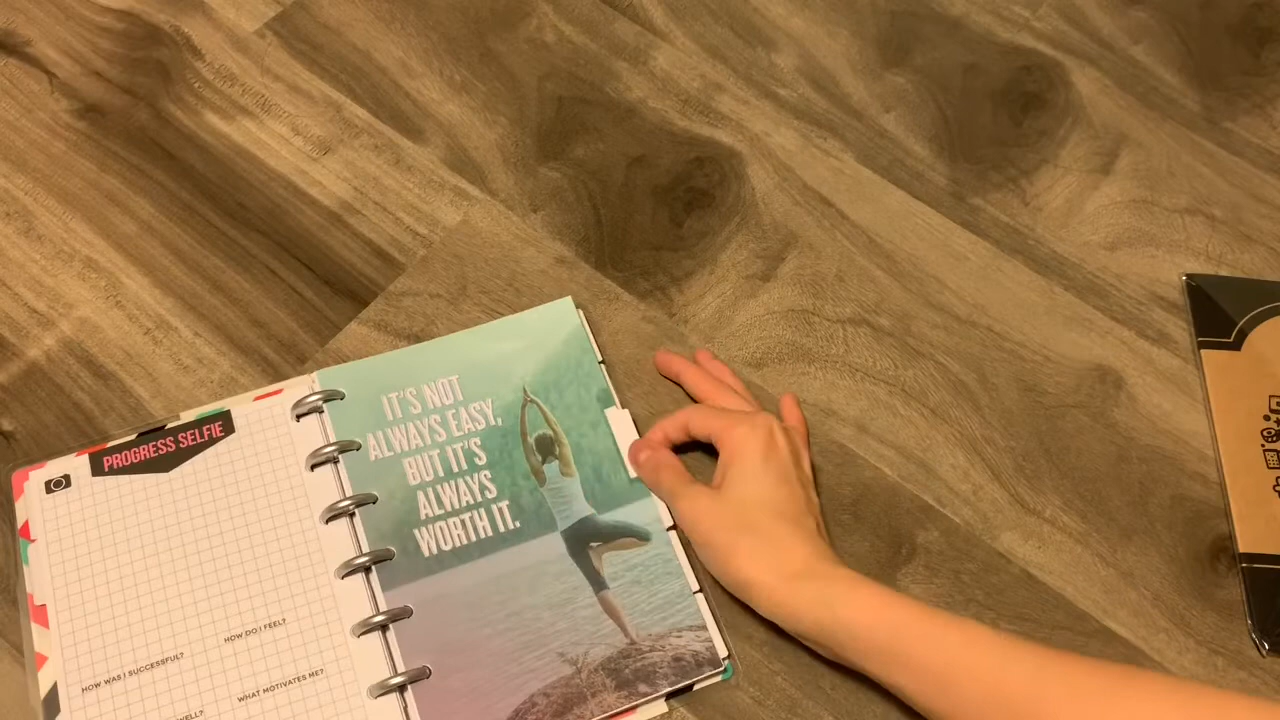 PROGRESS SELFIE
HOW DO I FEEL?
HOW WAS I SUCCESSFUL?
WHAT MOTIVATES ME?
IT'S NOT
ALWAYS EASY,
BUT IT'S
ALWAYS
WORTH IT.